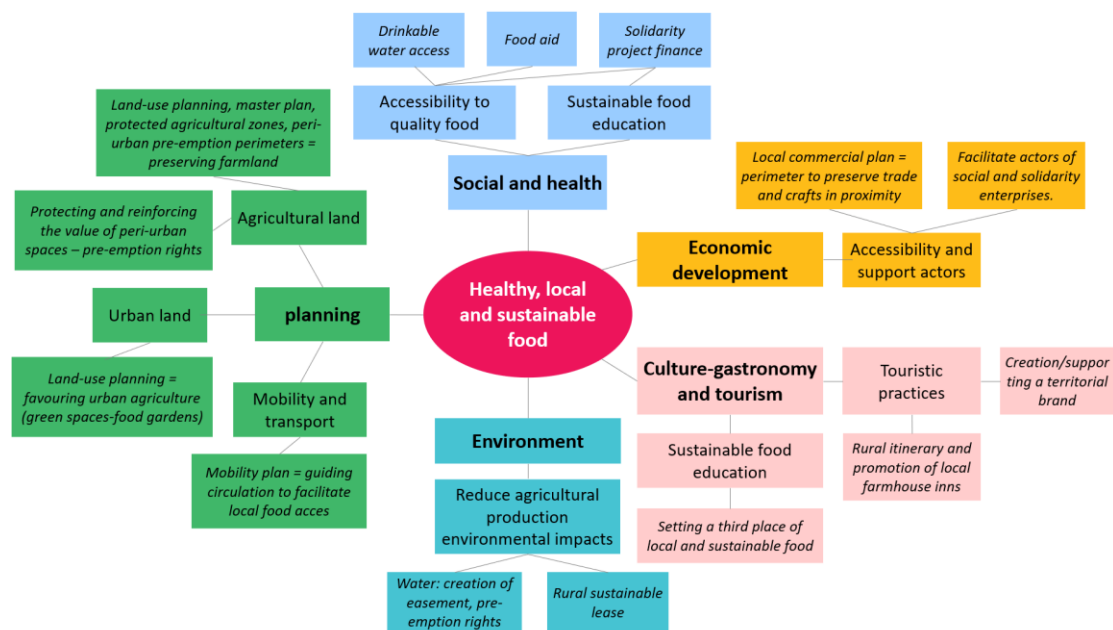 Drinkable
water access
Food aid
Solidarity
project finance
Accessibility to
quality food
Sustainable food
education
Social and health
Land-use planning, master plan,
protected agricultural zones, peri-
urban pre-emption perimeters =
preserving farmland
Protecting and reinforcing
the value of peri-urban
spaces – pre-emption rights
Agricultural land
Urban land
planning
Land-use planning =
favouring urban agriculture
(green spaces-food gardens)
Mobility and
transport
Mobility plan = guiding
circulation to facilitate
local food acces
Healthy, local
and sustainable
food
Local commercial plan =
perimeter to preserve trade
and crafts in proximity
Facilitate actors of
social and solidarity
enterprises.
Economic
development
Accessibility and
support actors
Culture-gastronomy
and tourism
Touristic
practices
Creation/suppor
ting a territorial
brand
Sustainable food
education
Rural itinerary and
promotion of local
farmhouse inns
Setting a third place of
local and sustainable food
Environment
Reduce agricultural
production
environmental impacts
Water: creation of
easement, pre-
emption rights
Rural sustainable
lease